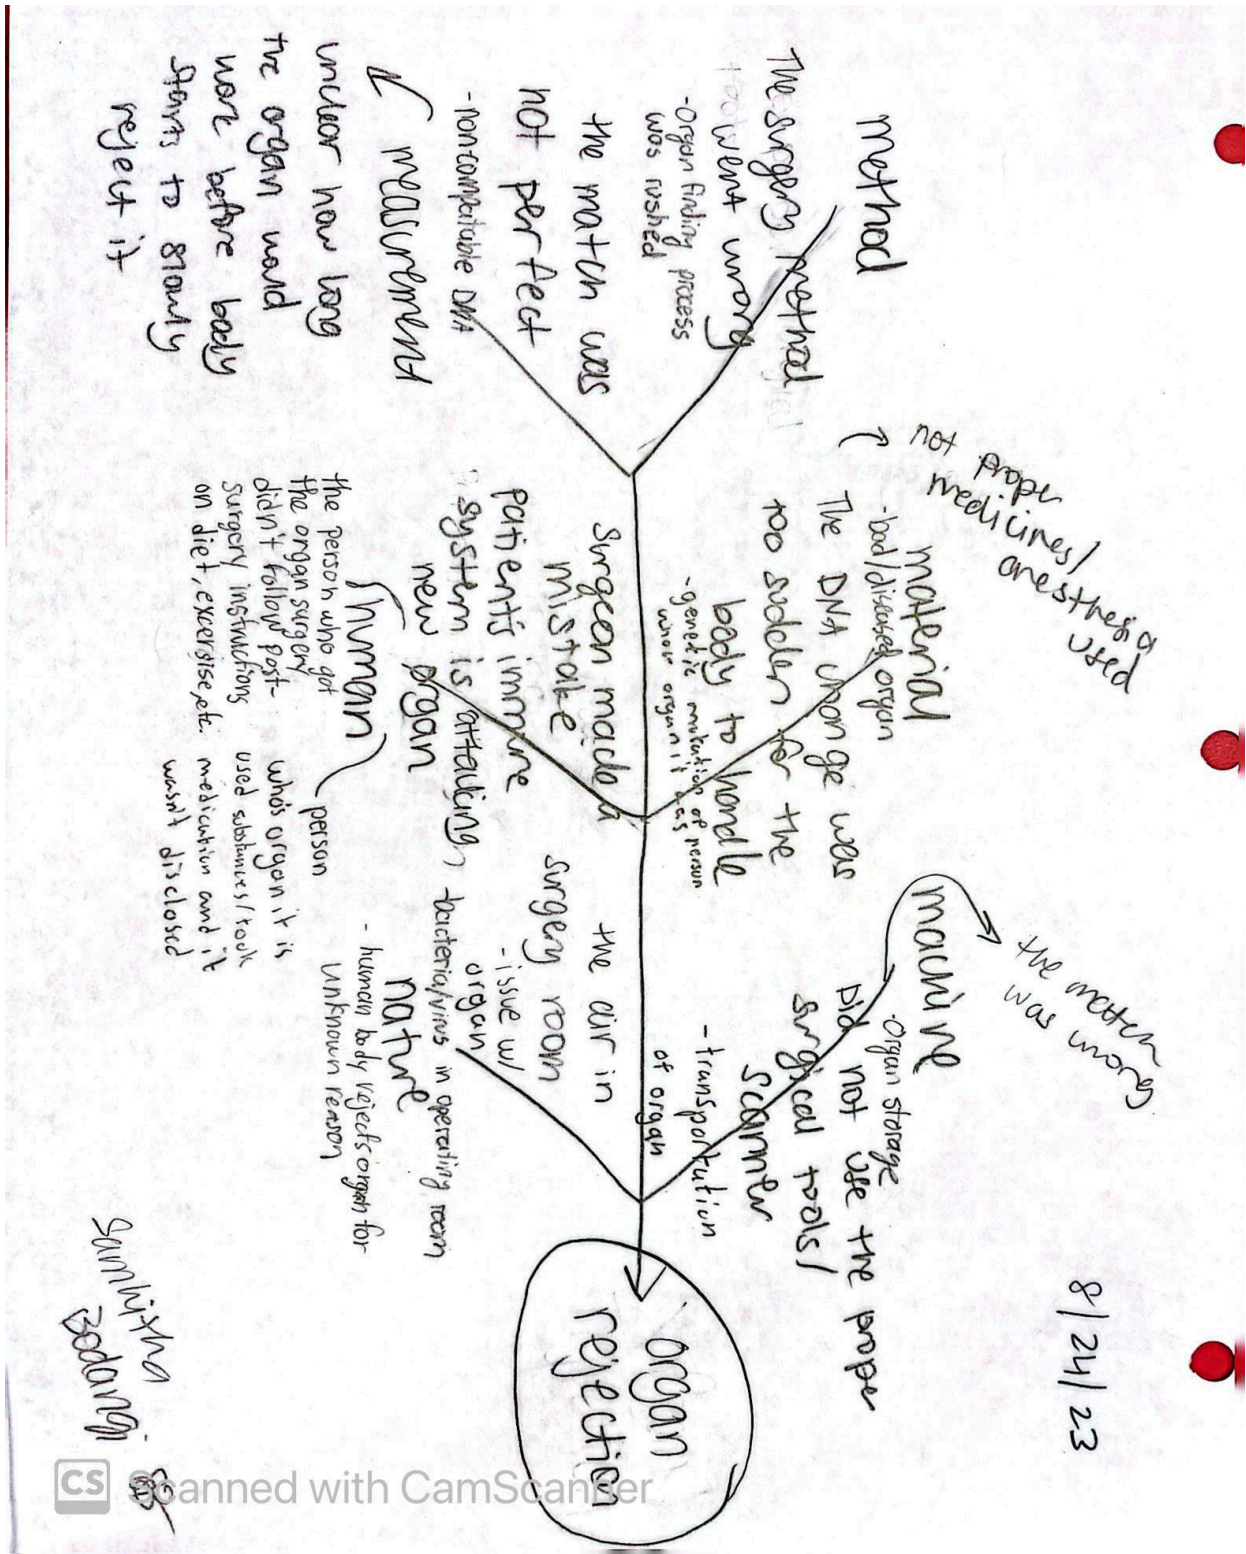 8/24/23
method
The surgery method
went wrong
- Organ finding process
was rushed
the match was
not perfect
- noncompatable DNA
measurement
unclear how long
the organ
work before body
starts to slowly
reject it
not proper
medicines/
anesthesia
used
material
- bad/diseased organ
The DNA change was
too sudden for the
body to handle
- genetic mutation of person
whose organ it was
Surgeon made
mistake
patient's immune
system is attacking
new organ
human
the person who got
the organ surgery
didn't follow post-
surgery instructions
on diet, excersise, etc.
person
who's organ it is
used substances/took
medication and it
wasn't disclosed
the matter
was wrong
machine
- Organ storage
Did not use the proper
surgical tools/
scanner
- transportation
of organ
the air in
surgery room
- issue w/
organ
- bacteria/virus in operating room
nature
- human body rejects organ for
unknown reason
organ
rejection
Samhitha
Bodangi
CS Scanned with CamScanner